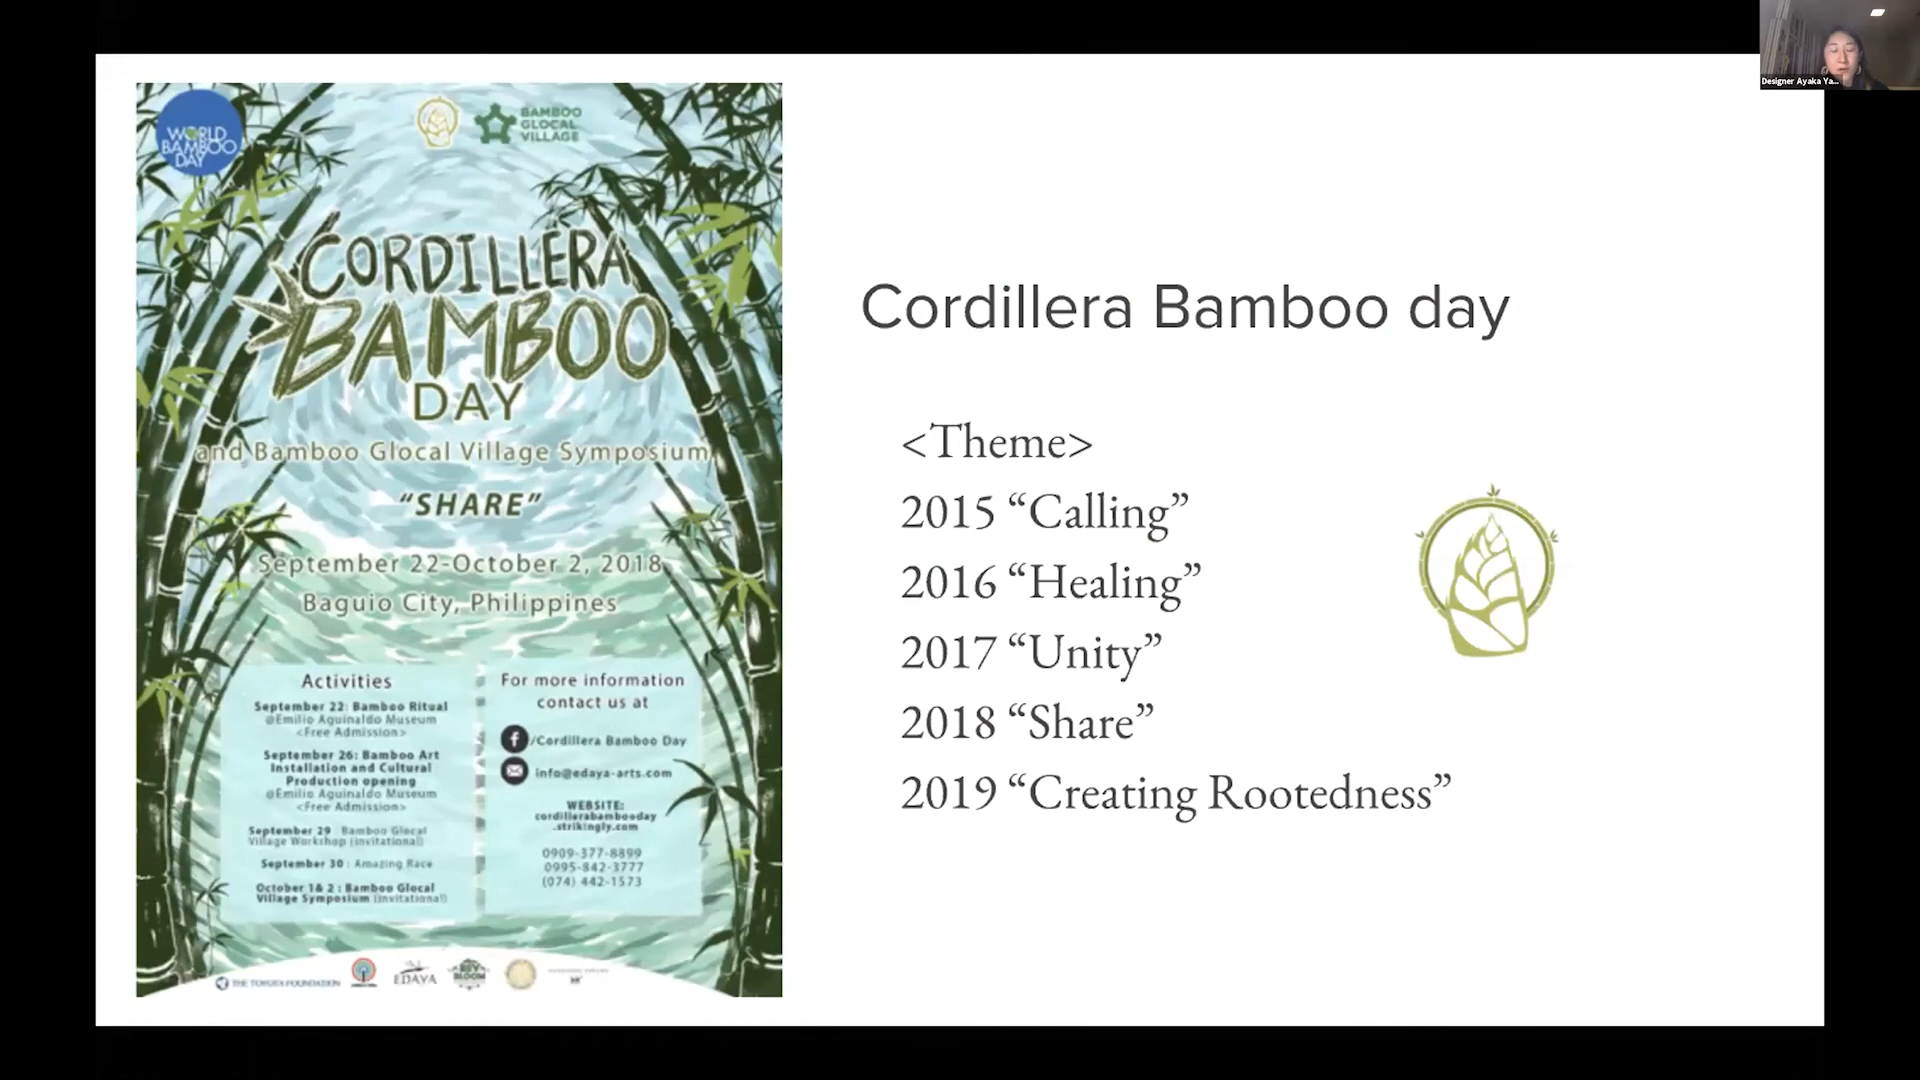 WORLD
BAMBOO
DAY
BAMBOO
GLOCAL
VILLAGE
CORDILLERA
BAMBOO
DAY
and Bamboo Glocal Village Symposium
“SHARE”
September 22-October 2, 2018
Baguio City, Philippines
Activities
September 22: Bamboo Ritual
@Emilio Aguinaldo Museum
<Free Admission>
September 26: Bamboo Art
Installation and Cultural
Production opening
@Emilio Aguinaldo Museum
<Free Admission>
September 29 : Bamboo Glocal
Village Workshop (invitational)
September 30 : Amazing Race
October 1& 2 : Bamboo Glocal
Village Symposium (invitational)
For more information
contact us at
/Cordillera Bamboo Day
info@edaya-arts.com
WEBSITE:
cordillerabambooday
.strikingly.com
0909-377-8899
0995-842-3777
(074) 442-1573
THE TOYOTA FOUNDATION
EDAYA
Cordillera Bamboo day
<Theme>
2015 “Calling”
2016 “Healing”
2017 “Unity”
2018 “Share”
2019 “Creating Rootedness”
Designer Ayaka Ya...